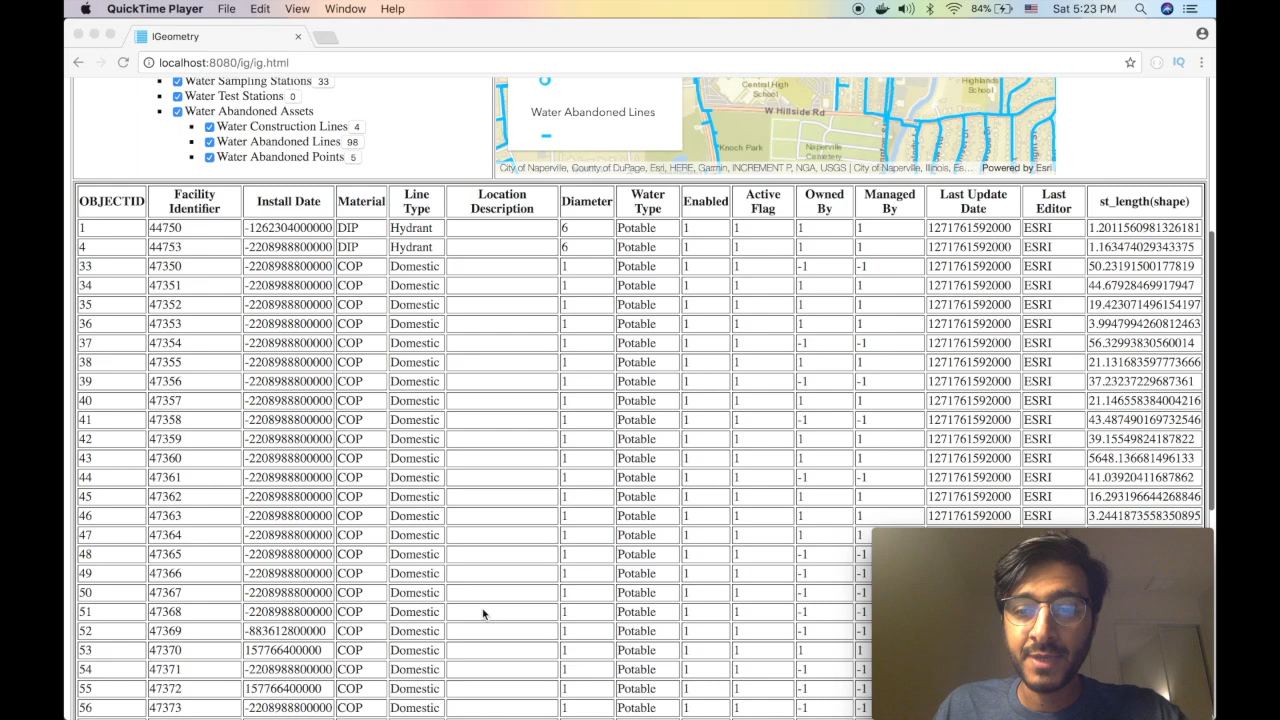 QuickTime Player File Edit View Window Help 84% Sat 5:23 PM
IGeometry
localhost:8080/ig/ig.html IQ
Water Sampling Stations 33
Water Test Stations 0
Water Abandoned Assets
Water Construction Lines 4
Water Abandoned Lines 98
Water Abandoned Points 5
Central High School
Highlands School
W Hillside Rd
Water Abandoned Lines
Knoch Park
Naperville Cemetery
City of Naperville, County of DuPage, Esri, HERE, Garmin, INCREMENT P, NGA, USGS | City of Naperville, Illinois, Es... Powered by Esri
OBJECTID Facility Identifier Install Date Material Line Type Location Description Diameter Water Type Enabled Active Flag Owned By Managed By Last Update Date Last Editor st_length(shape)
1 44750 -1262304000000 DIP Hydrant 6 Potable 1 1 1 1 1271761592000 ESRI 1.2011560981326181
4 44753 -2208988800000 DIP Hydrant 6 Potable 1 1 1 1 1271761592000 ESRI 1.163474029343375
33 47350 -2208988800000 COP Domestic 1 Potable 1 1 -1 -1 1271761592000 ESRI 50.23191500177819
34 47351 -2208988800000 COP Domestic 1 Potable 1 1 1 1 1271761592000 ESRI 44.67928469917947
35 47352 -2208988800000 COP Domestic 1 Potable 1 1 1 1 1271761592000 ESRI 19.423071496154197
36 47353 -2208988800000 COP Domestic 1 Potable 1 1 1 1 1271761592000 ESRI 3.9947994260812463
37 47354 -2208988800000 COP Domestic 1 Potable 1 1 -1 -1 1271761592000 ESRI 56.32993830560014
38 47355 -2208988800000 COP Domestic 1 Potable 1 1 1 1 1271761592000 ESRI 21.131683597773666
39 47356 -2208988800000 COP Domestic 1 Potable 1 1 -1 -1 1271761592000 ESRI 37.23237229687361
40 47357 -2208988800000 COP Domestic 1 Potable 1 1 1 1 1271761592000 ESRI 21.146558384004216
41 47358 -2208988800000 COP Domestic 1 Potable 1 1 -1 -1 1271761592000 ESRI 43.487490169732546
42 47359 -2208988800000 COP Domestic 1 Potable 1 1 1 1 1271761592000 ESRI 39.15549824187822
43 47360 -2208988800000 COP Domestic 1 Potable 1 1 1 1 1271761592000 ESRI 5648.136681496133
44 47361 -2208988800000 COP Domestic 1 Potable 1 1 -1 -1 1271761592000 ESRI 41.03920411687862
45 47362 -2208988800000 COP Domestic 1 Potable 1 1 1 1 1271761592000 ESRI 16.293196644268846
46 47363 -2208988800000 COP Domestic 1 Potable 1 1 1 1 1271761592000 ESRI 3.2441873558350895
47 47364 -2208988800000 COP Domestic 1 Potable 1 1 1 1
48 47365 -2208988800000 COP Domestic 1 Potable 1 1 -1 -1
49 47366 -2208988800000 COP Domestic 1 Potable 1 1 -1 -1
50 47367 -2208988800000 COP Domestic 1 Potable 1 1 -1 -1
51 47368 -2208988800000 COP Domestic 1 Potable 1 1 -1 -1
52 47369 -883612800000 COP Domestic 1 Potable 1 1 -1 -1
53 47370 157766400000 COP Domestic 1 Potable 1 1 1 1
54 47371 -2208988800000 COP Domestic 1 Potable 1 1 -1 -1
55 47372 157766400000 COP Domestic 1 Potable 1 1 -1 -1
56 47373 -2208988800000 COP Domestic 1 Potable 1 1 -1 -1